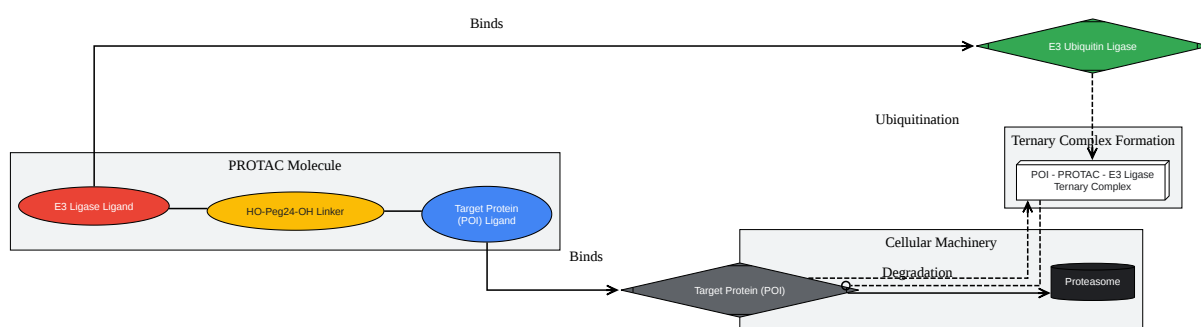 Binds
E3 Ubiquitin Ligase
Ubiquitination
Ternary Complex Formation
PROTAC Molecule
POI - PROTAC - E3 Ligase
Ternary Complex
E3 Ligase Ligand
HO-Peg24-OH Linker
Target Protein
(POI) Ligand
Cellular Machinery
Binds
Degradation
Target Protein (POI)
Proteasome